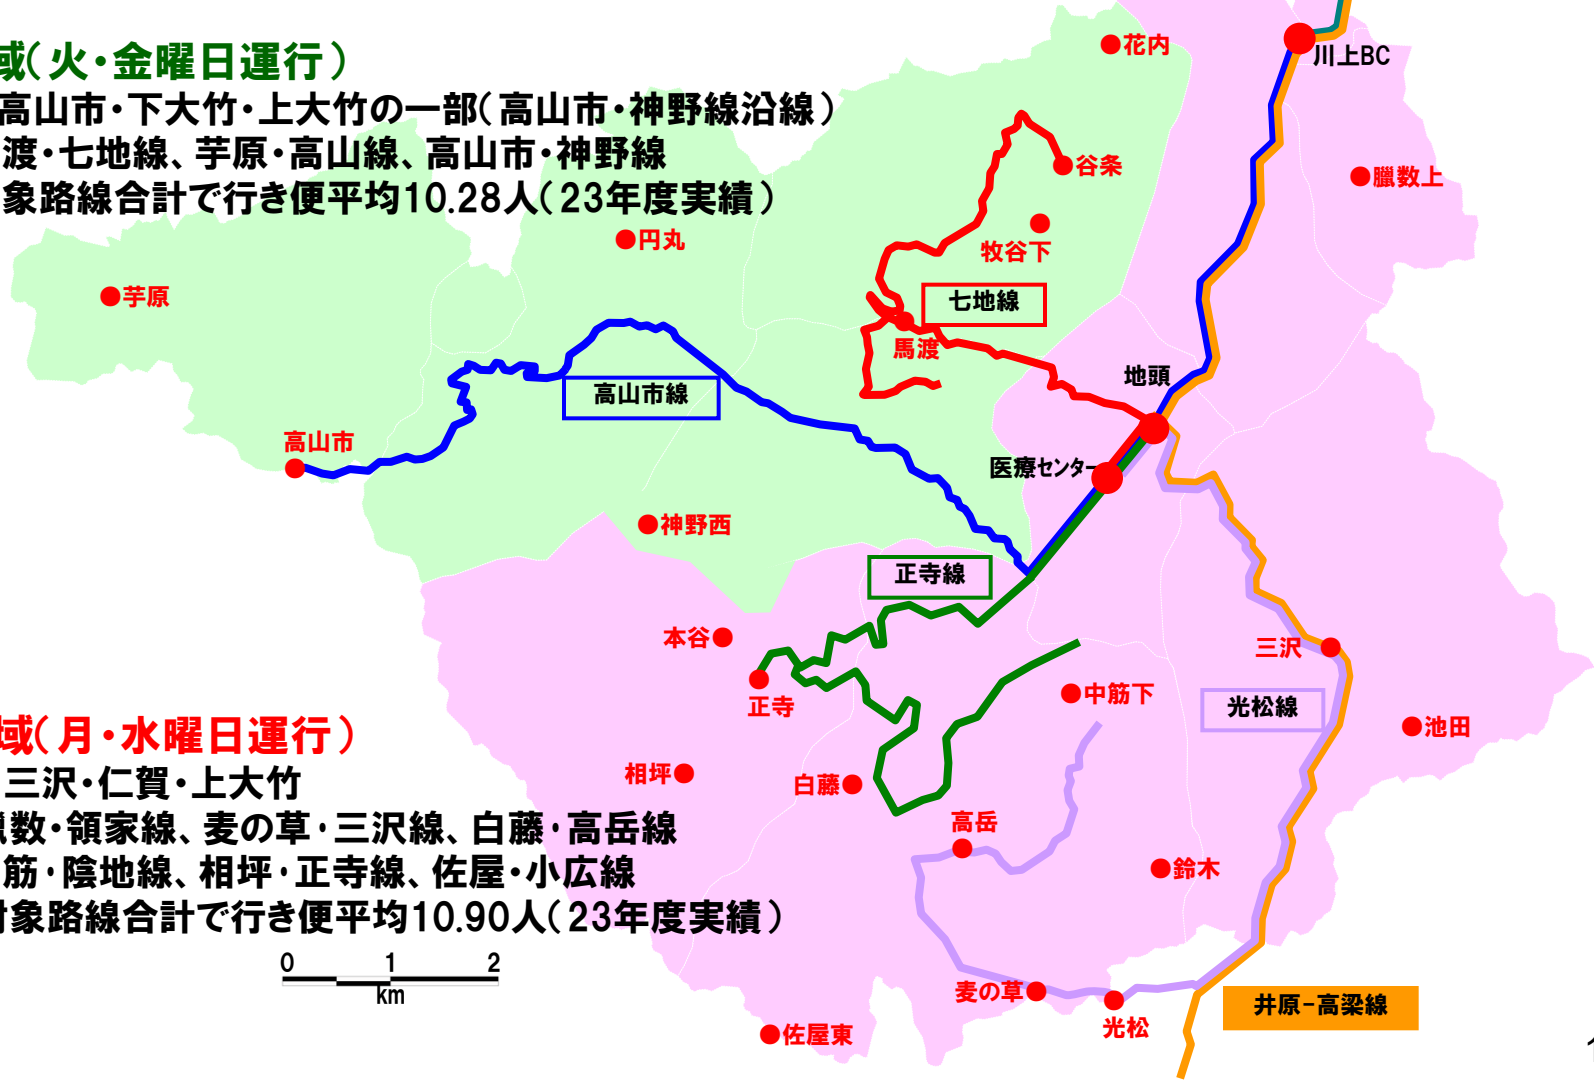 域(火・金曜日運行)
高山市・下大竹・上大竹の一部(高山市・神野線沿線)
渡・七地線、芋原・高山線、高山市・神野線
象路線合計で行き便平均10.28人(23年度実績)
花内
川上BC
谷条
臘数上
牧谷下
円丸
芋原
七地線
馬渡
地頭
高山市線
高山市
医療センター
神野西
正寺線
本谷
三沢
正寺
中筋下
光松線
池田
域(月・水曜日運行)
三沢・仁賀・上大竹
数・領家線、麦の草・三沢線、白藤・高岳線
筋・陰地線、相坪・正寺線、佐屋・小広線
対象路線合計で行き便平均10.90人(23年度実績)
相坪
白藤
高岳
鈴木
0 1 2
km
麦の草
光松
井原-高梁線
佐屋東